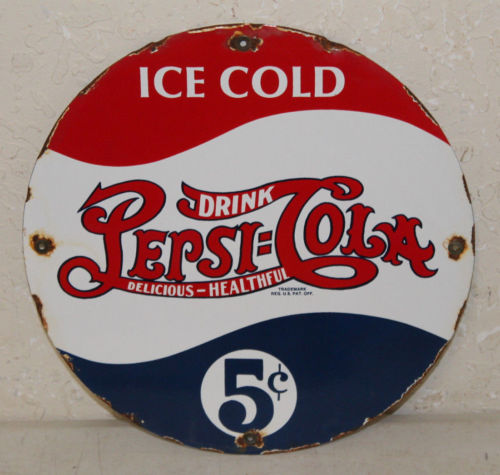 ICE COLD
DRINK
PEPSI=COLA
DELICIOUS-HEALTHFUL
TRADEMARK
REG. U.S. PAT. OFF.
5¢